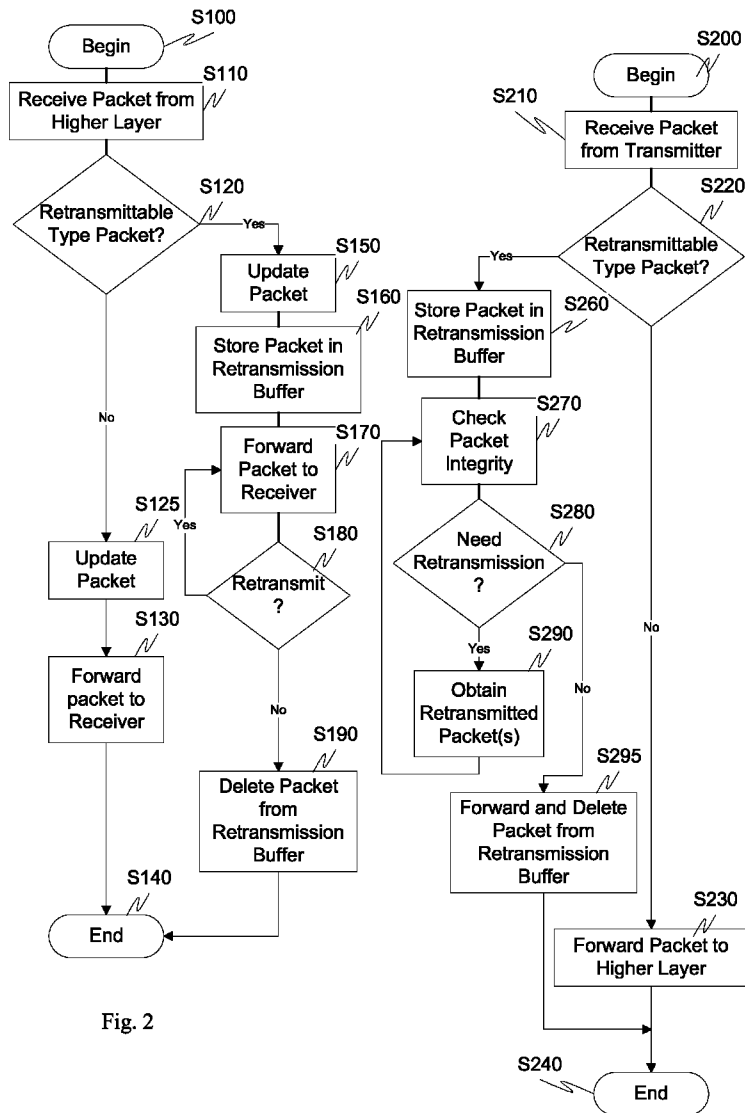 S100
Begin
S110
Receive Packet from
Higher Layer
S120
Retransmittable
Type Packet?
Yes
No
S150
Update
Packet
S160
Store Packet in
Retransmission
Buffer
S170
Forward
Packet to
Receiver
Yes
S180
Retransmit
?
No
S190
Delete Packet
from
Retransmission
Buffer
S125
Update
Packet
S130
Forward
packet to
Receiver
S140
End
S200
Begin
S210
Receive Packet
from Transmitter
S220
Retransmittable
Type Packet?
Yes
No
S260
Store Packet in
Retransmission
Buffer
S270
Check
Packet
Integrity
S280
Need
Retransmission
?
Yes
No
S290
Obtain
Retransmitted
Packet(s)
S295
Forward and Delete
Packet from
Retransmission
Buffer
S230
Forward Packet to
Higher Layer
S240
End
Fig. 2